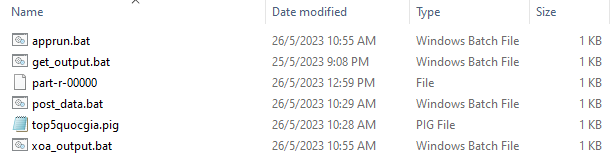 Name Date modified Type Size
apprun.bat 26/5/2023 10:55 AM Windows Batch File 1 KB
get_output.bat 25/5/2023 9:08 PM Windows Batch File 1 KB
part-r-00000 26/5/2023 12:59 PM File 1 KB
post_data.bat 26/5/2023 10:29 AM Windows Batch File 1 KB
top5quocgia.pig 26/5/2023 10:28 AM PIG File 1 KB
xoa_output.bat 26/5/2023 10:55 AM Windows Batch File 1 KB